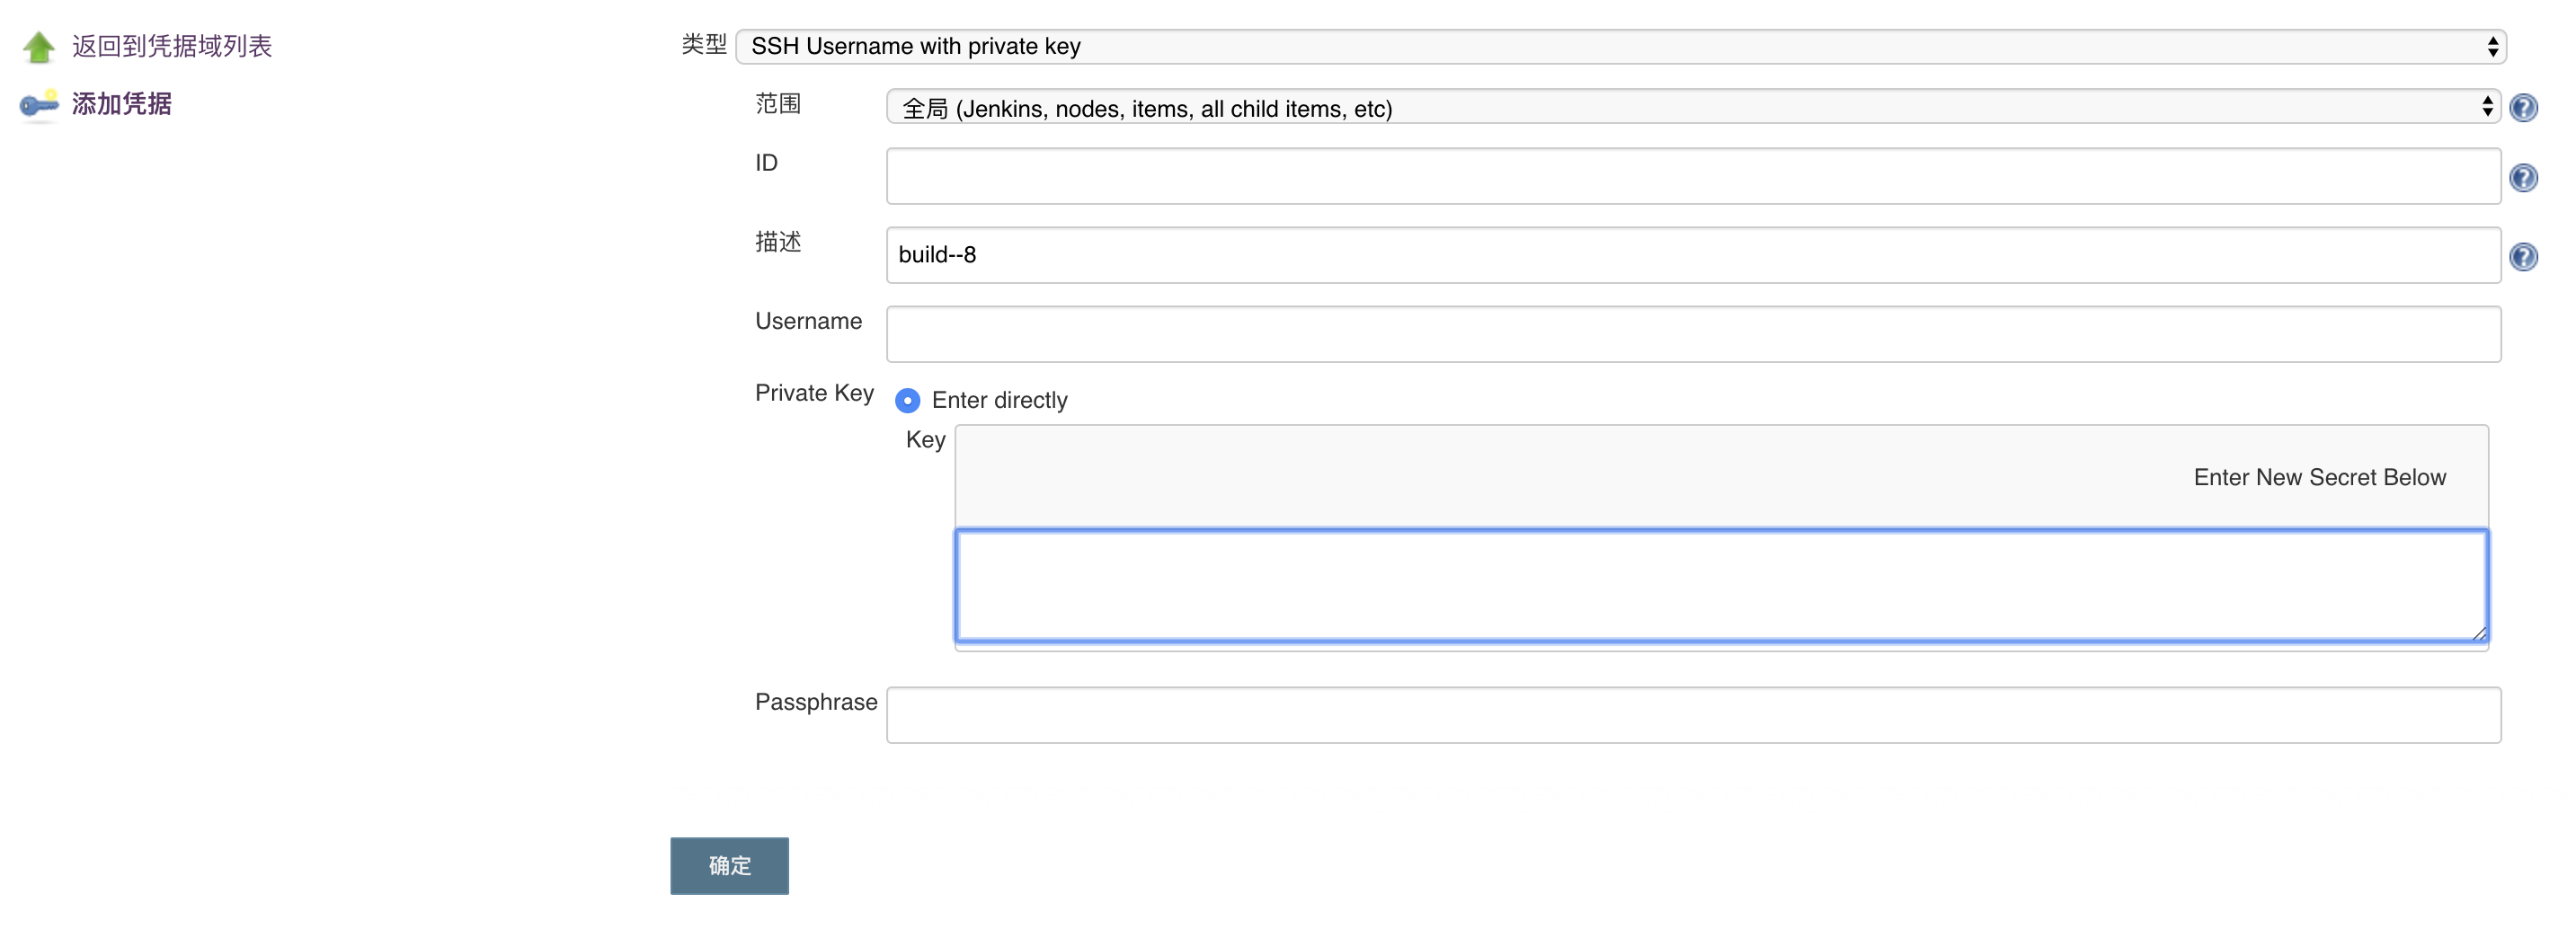 返回到凭据域列表
添加凭据
类型 SSH Username with private key
范围 全局 (Jenkins, nodes, items, all child items, etc)
ID
描述 build--8
Username
Private Key Enter directly
Key
Enter New Secret Below
Passphrase
确定